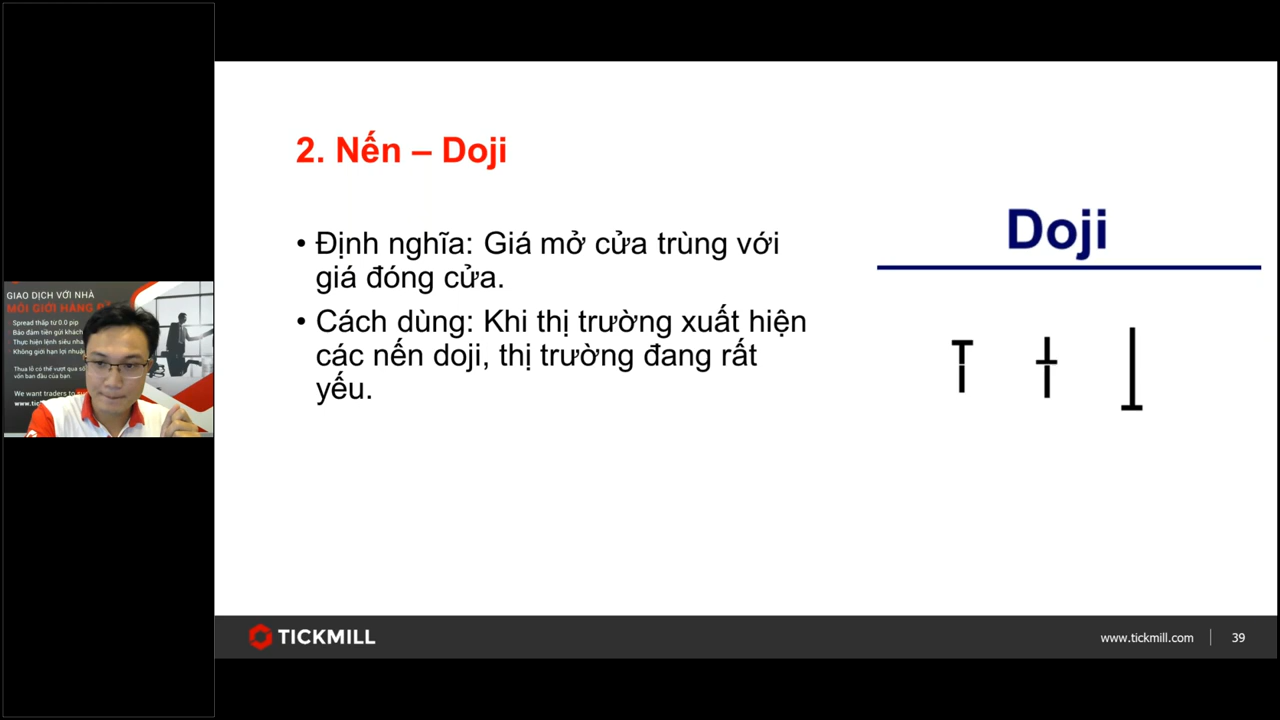 2. Nến – Doji
• Định nghĩa: Giá mở cửa trùng với
giá đóng cửa.
• Cách dùng: Khi thị trường xuất hiện
các nến doji, thị trường đang rất
yếu.
Doji
GIAO DỊCH VỚI NHÀ
MÔI GIỚI HÀNG
Spread thấp từ 0.0 pip
Bảo đảm tiền gửi khách
Thực hiện lệnh siêu nha
Không giới hạn lợi nhuậ
Thua lỗ có thể vượt quá số
vốn ban đầu của bạn.
We want traders to
TICKMILL
www.tickmill.com
39